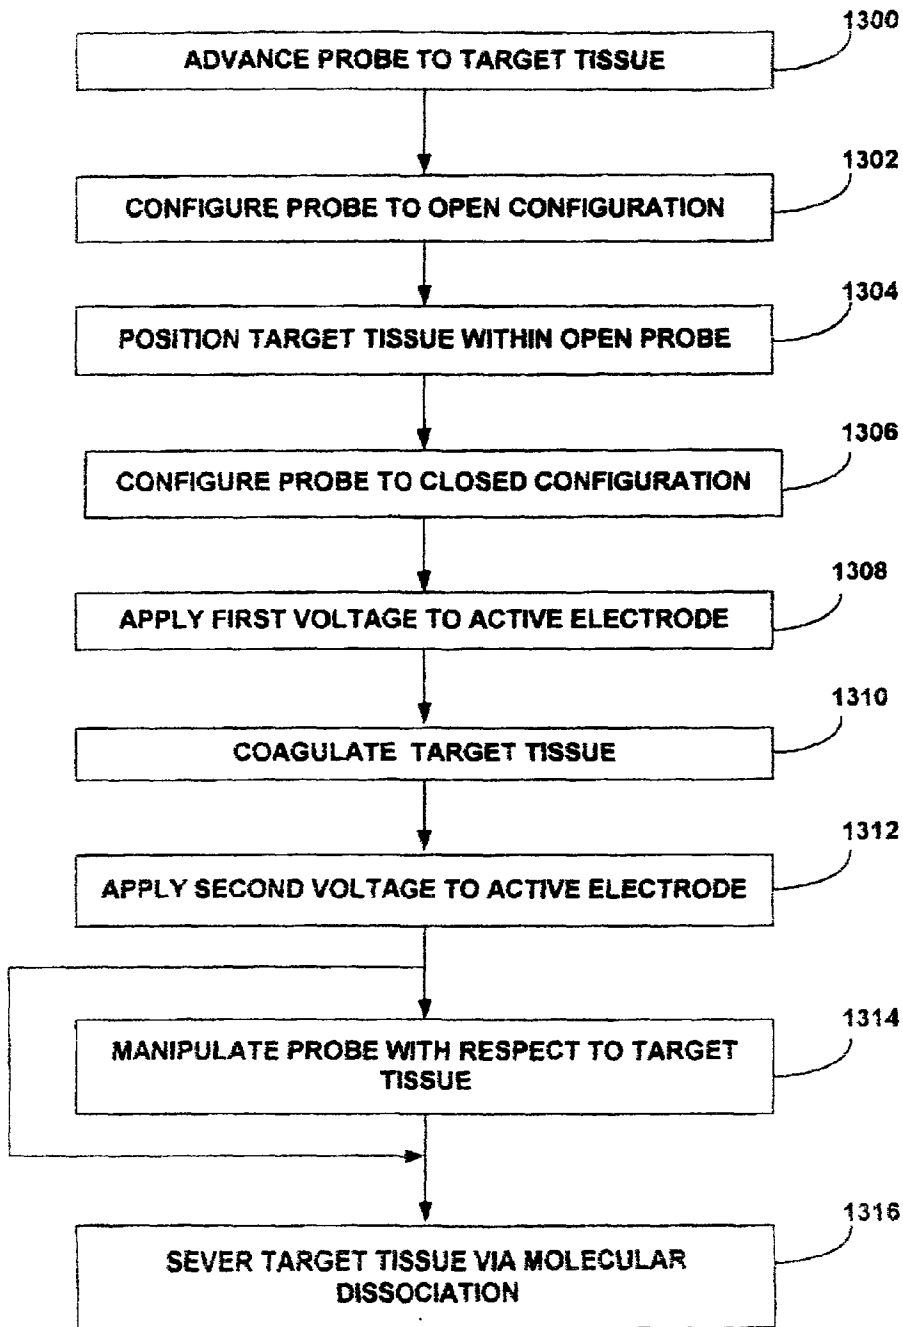 1300
ADVANCE PROBE TO TARGET TISSUE
1302
CONFIGURE PROBE TO OPEN CONFIGURATION
1304
POSITION TARGET TISSUE WITHIN OPEN PROBE
1306
CONFIGURE PROBE TO CLOSED CONFIGURATION
1308
APPLY FIRST VOLTAGE TO ACTIVE ELECTRODE
1310
COAGULATE TARGET TISSUE
1312
APPLY SECOND VOLTAGE TO ACTIVE ELECTRODE
1314
MANIPULATE PROBE WITH RESPECT TO TARGET
TISSUE
1316
SEVER TARGET TISSUE VIA MOLECULAR
DISSOCIATION